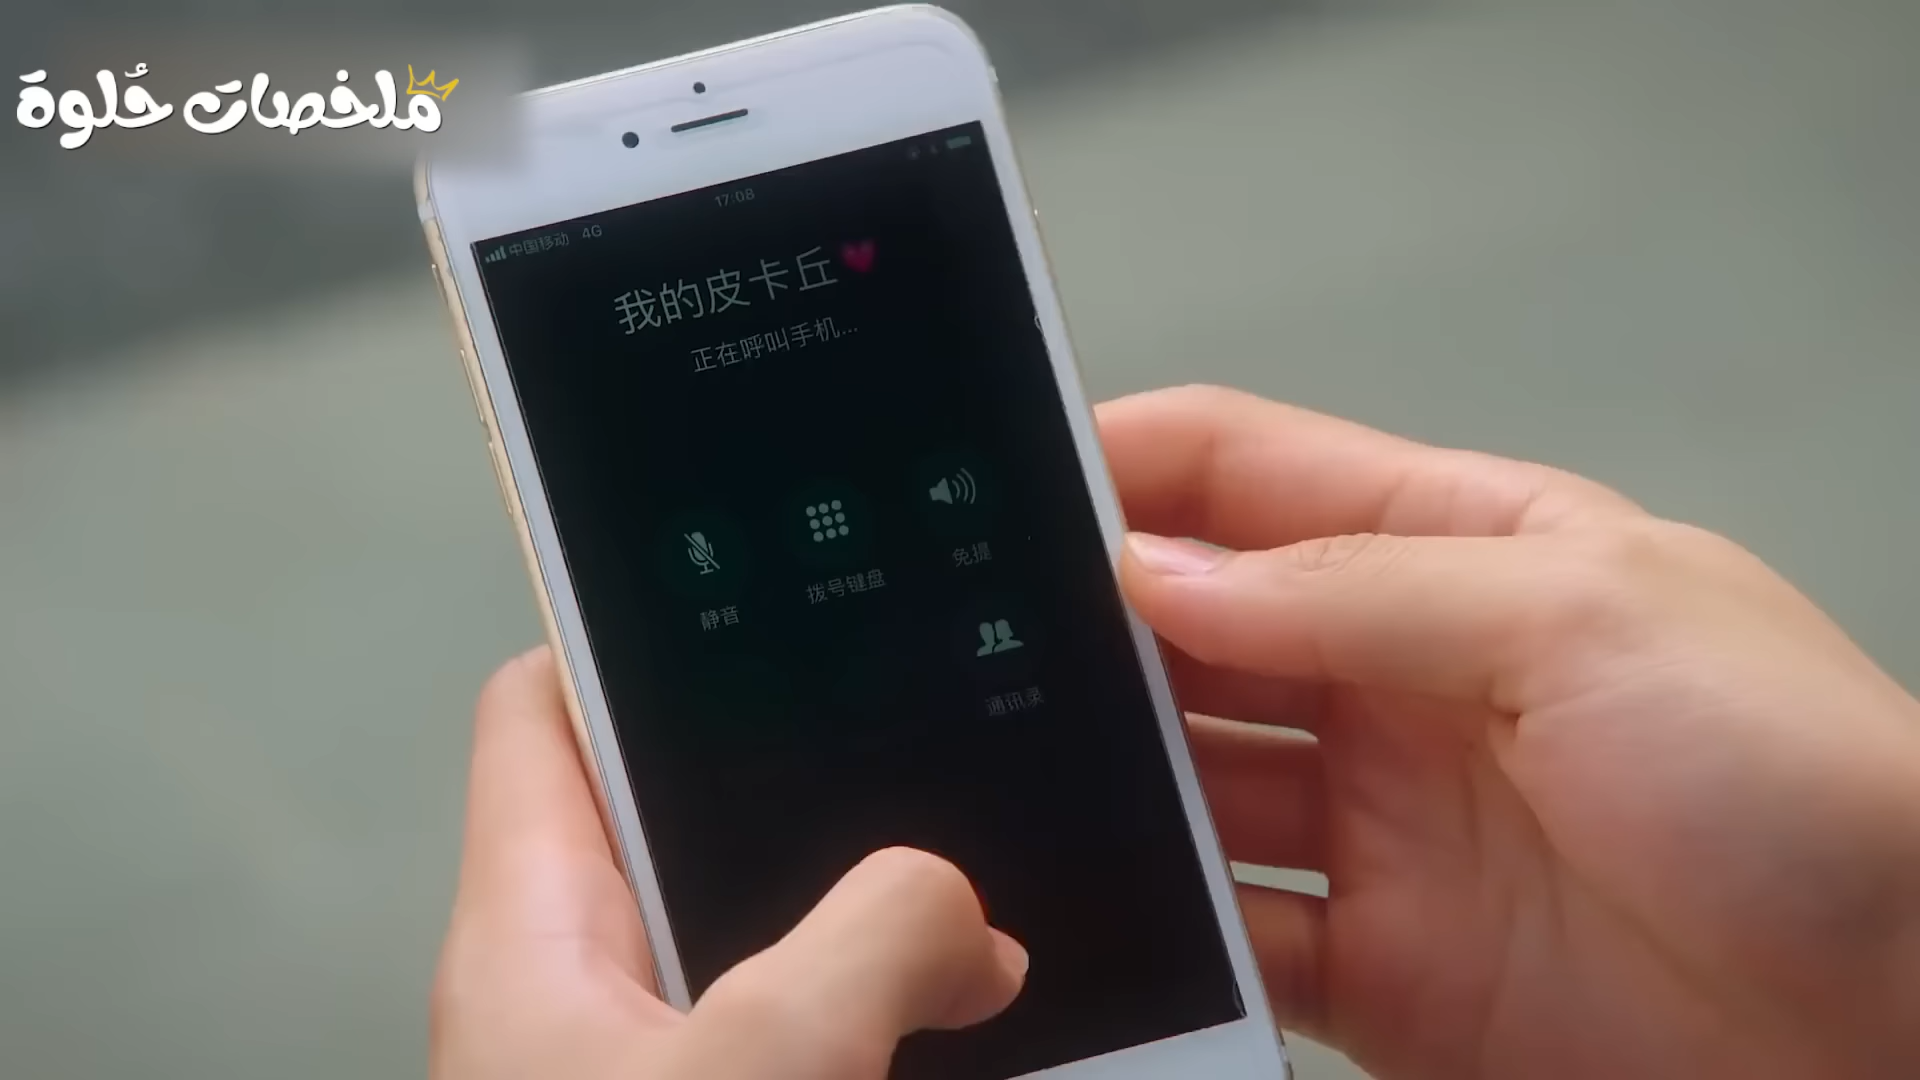 ملخصات حُلوة
17:08
中国移动 4G
我的皮卡丘
正在呼叫手机...
静音
拨号键盘
免提
通讯录